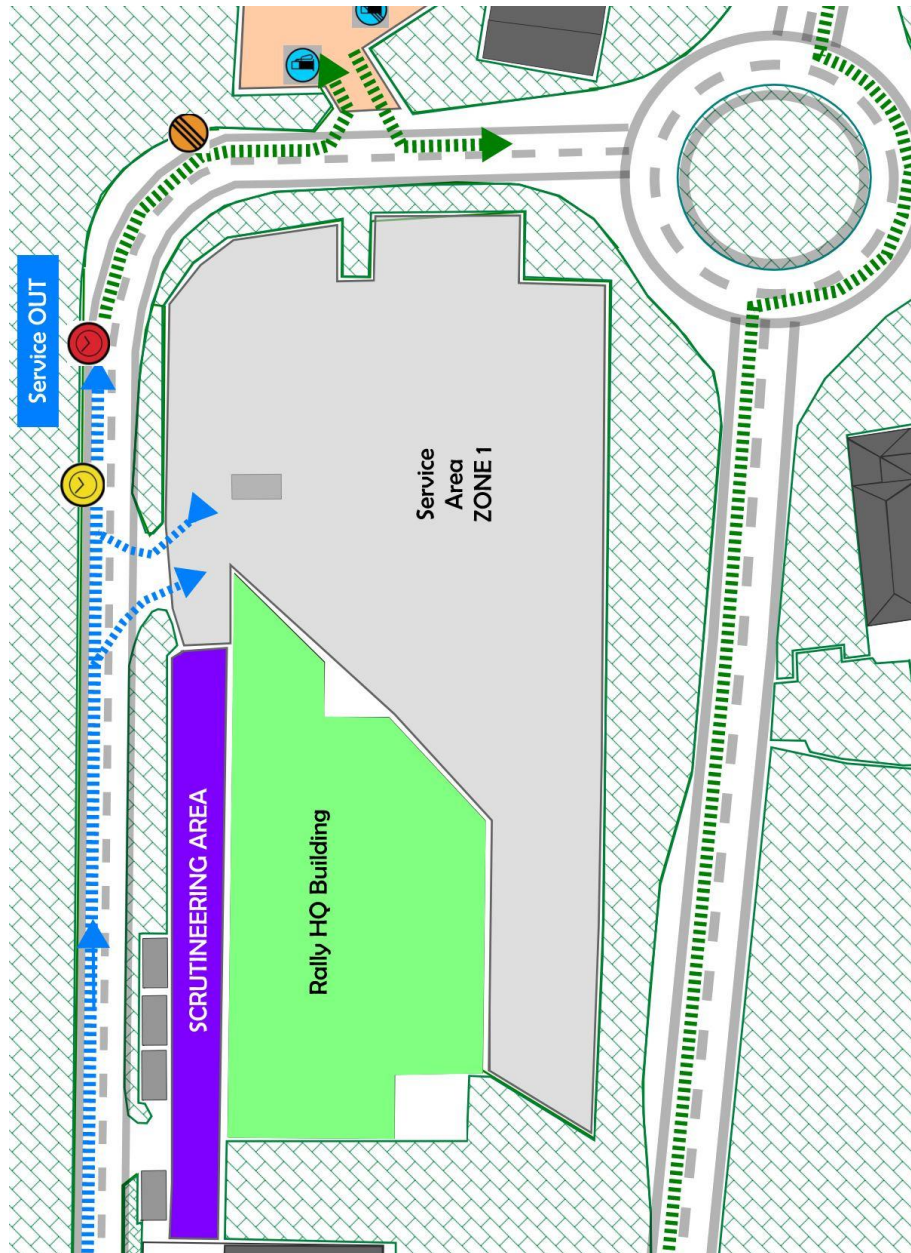 Service OUT
Service
Area
ZONE 1
SCRUTINEERING AREA
Rally HQ Building